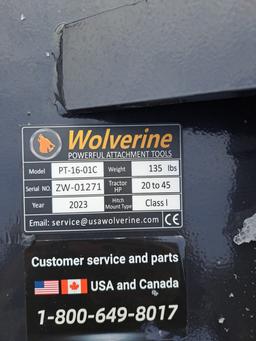 Wolverine
POWERFUL ATTACHMENT TOOLS
Model PT-16-01C Weight 135 lbs
Serial NO. ZW-01271 Tractor HP 20 to 45
Year 2023 Hitch Mount Type Class I
Email: service@usawolverine.com CE
Customer service and parts
USA and Canada
1-800-649-8017